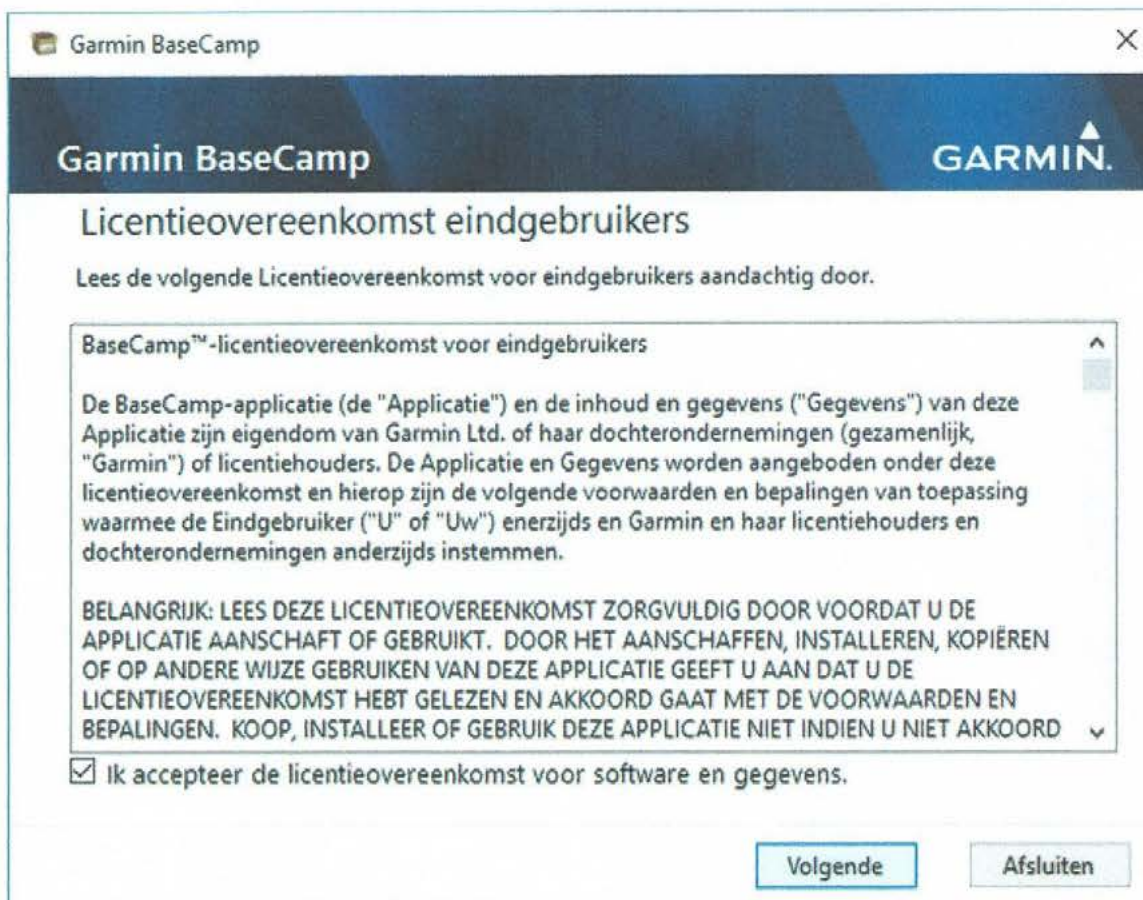 Garmin BaseCamp
Garmin BaseCamp
GARMIN.
Licentieovereenkomst eindgebruikers
Lees de volgende Licentieovereenkomst voor eindgebruikers aandachtig door.
BaseCamp™-licentieovereenkomst voor eindgebruikers
De BaseCamp-applicatie (de "Applicatie") en de inhoud en gegevens ("Gegevens") van deze
Applicatie zijn eigendom van Garmin Ltd. of haar dochterondernemingen (gezamenlijk,
"Garmin") of licentiehouders. De Applicatie en Gegevens worden aangeboden onder deze
licentieovereenkomst en hierop zijn de volgende voorwaarden en bepalingen van toepassing
waarmee de Eindgebruiker ("U" of "Uw") enerzijds en Garmin en haar licentiehouders en
dochterondernemingen anderzijds instemmen.
BELANGRIJK: LEES DEZE LICENTIEOVEREENKOMST ZORGVULDIG DOOR VOORDAT U DE
APPLICATIE AANSCHAFT OF GEBRUIKT. DOOR HET AANSCHAFFEN, INSTALLEREN, KOPIËREN
OF OP ANDERE WIJZE GEBRUIKEN VAN DEZE APPLICATIE GEEFT U AAN DAT U DE
LICENTIEOVEREENKOMST HEBT GELEZEN EN AKKOORD GAAT MET DE VOORWAARDEN EN
BEPALINGEN. KOOP, INSTALLEER OF GEBRUIK DEZE APPLICATIE NIET INDIEN U NIET AKKOORD
Ik accepteer de licentieovereenkomst voor software en gegevens.
Volgende
Afsluiten